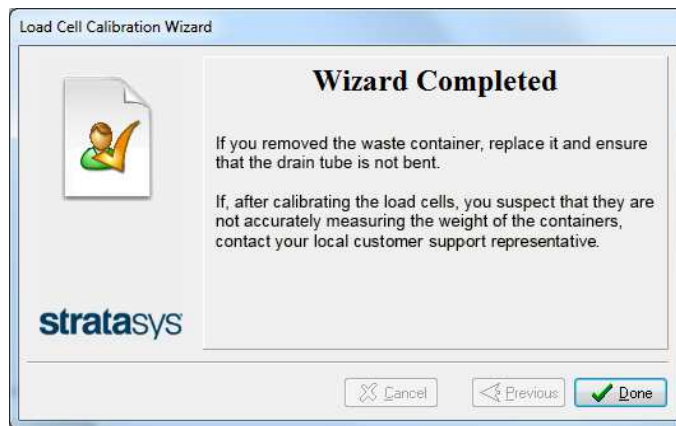 Load Cell Calibration Wizard
Wizard Completed
If you removed the waste container, replace it and ensure
that the drain tube is not bent.
If, after calibrating the load cells, you suspect that they are
not accurately measuring the weight of the containers,
contact your local customer support representative.
stratasys
Cancel
Previous
Done